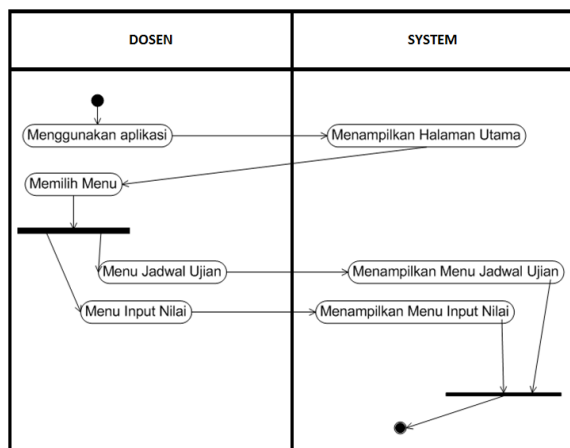 DOSEN
SYSTEM
Menggunakan aplikasi
Menampilkan Halaman Utama
Memilih Menu
Menu Jadwal Ujian
Menampilkan Menu Jadwal Ujian
Menu Input Nilai
Menampilkan Menu Input Nilai